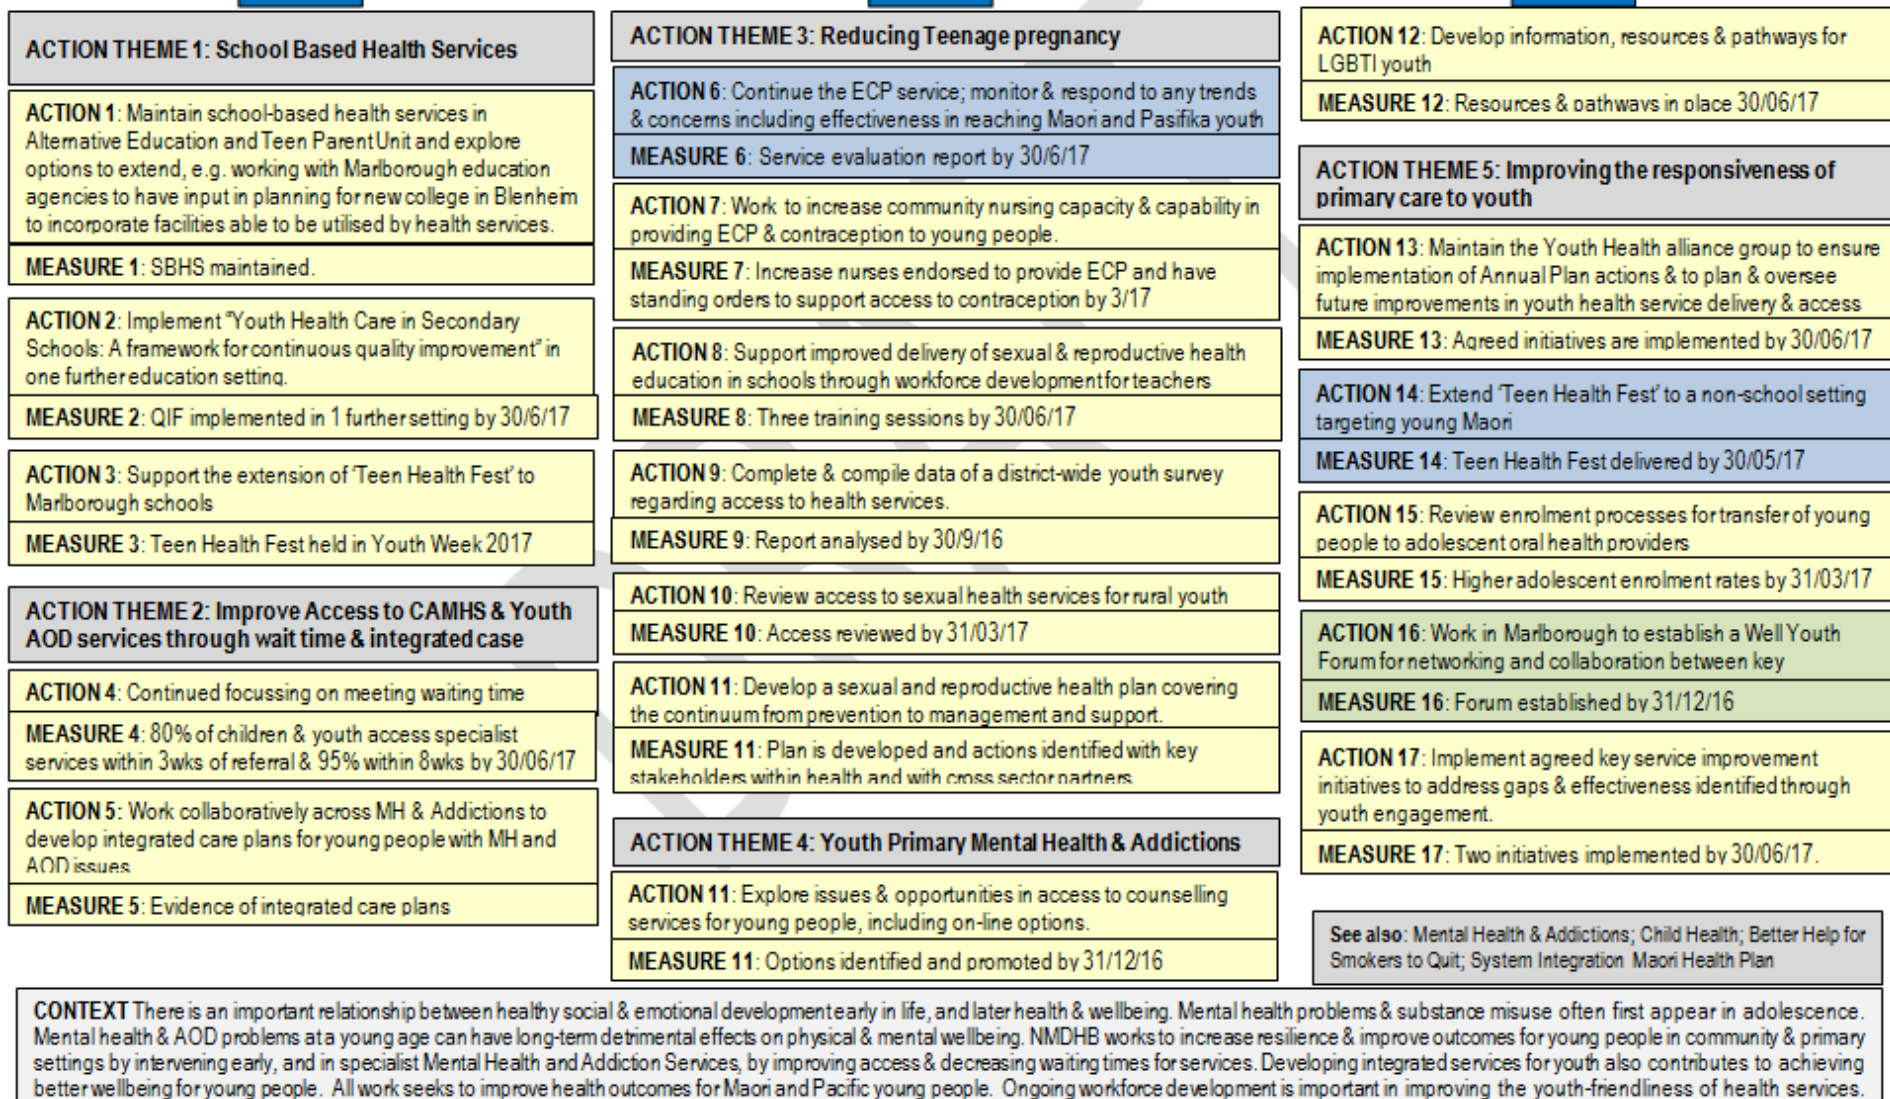 ACTION THEME 1: School Based Health Services
ACTION 1: Maintain school-based health services in
Alternative Education and Teen Parent Unit and explore
options to extend, e.g. working with Marlborough education
agencies to have input in planning for new college in Blenheim
to incorporate facilities able to be utilised by health services.
MEASURE 1: SBHS maintained.
ACTION 2: Implement "Youth Health Care in Secondary
Schools: A framework for continuous quality improvement" in
one further education setting.
MEASURE 2: QIF implemented in 1 further setting by 30/6/17
ACTION 3: Support the extension of 'Teen Health Fest' to
Marlborough schools
MEASURE 3: Teen Health Fest held in Youth Week 2017
ACTION THEME 2: Improve Access to CAMHS & Youth
AOD services through wait time & integrated case
ACTION 4: Continued focussing on meeting waiting time
MEASURE 4: 80% of children & youth access specialist
services within 3wks of referral & 95% within 8wks by 30/06/17
ACTION 5: Work collaboratively across MH & Addictions to
develop integrated care plans for young people with MH and
AOD issues
MEASURE 5: Evidence of integrated care plans
ACTION THEME 3: Reducing Teenage pregnancy
ACTION 6: Continue the ECP service; monitor & respond to any trends
& concerns including effectiveness in reaching Maori and Pasifika youth
MEASURE 6: Service evaluation report by 30/6/17
ACTION 7: Work to increase community nursing capacity & capability in
providing ECP & contraception to young people.
MEASURE 7: Increase nurses endorsed to provide ECP and have
standing orders to support access to contraception by 3/17
ACTION 8: Support improved delivery of sexual & reproductive health
education in schools through workforce development for teachers
MEASURE 8: Three training sessions by 30/06/17
ACTION 9: Complete & compile data of a district-wide youth survey
regarding access to health services.
MEASURE 9: Report analysed by 30/9/16
ACTION 10: Review access to sexual health services for rural youth
MEASURE 10: Access reviewed by 31/03/17
ACTION 11: Develop a sexual and reproductive health plan covering
the continuum from prevention to management and support.
MEASURE 11: Plan is developed and actions identified with key
stakeholders within health and with cross sector partners
ACTION THEME 4: Youth Primary Mental Health & Addictions
ACTION 11: Explore issues & opportunities in access to counselling
services for young people, including on-line options.
MEASURE 11: Options identified and promoted by 31/12/16
ACTION 12: Develop information, resources & pathways for
LGBTI youth
MEASURE 12: Resources & pathways in place 30/06/17
ACTION THEME 5: Improving the responsiveness of
primary care to youth
ACTION 13: Maintain the Youth Health alliance group to ensure
implementation of Annual Plan actions & to plan & oversee
future improvements in youth health service delivery & access
MEASURE 13: Agreed initiatives are implemented by 30/06/17
ACTION 14: Extend 'Teen Health Fest' to a non-school setting
targeting young Maori
MEASURE 14: Teen Health Fest delivered by 30/05/17
ACTION 15: Review enrolment processes for transfer of young
people to adolescent oral health providers
MEASURE 15: Higher adolescent enrolment rates by 31/03/17
ACTION 16: Work in Marlborough to establish a Well Youth
Forum for networking and collaboration between key
MEASURE 16: Forum established by 31/12/16
ACTION 17: Implement agreed key service improvement
initiatives to address gaps & effectiveness identified through
youth engagement.
MEASURE 17: Two initiatives implemented by 30/06/17.
See also: Mental Health & Addictions; Child Health; Better Help for
Smokers to Quit; System Integration Maori Health Plan
CONTEXT There is an important relationship between healthy social & emotional development early in life, and later health & wellbeing. Mental health problems & substance misuse often first appear in adolescence.
Mental health & AOD problems at a young age can have long-term detrimental effects on physical & mental wellbeing. NMDHB works to increase resilience & improve outcomes for young people in community & primary
settings by intervening early, and in specialist Mental Health and Addiction Services, by improving access & decreasing waiting times for services. Developing integrated services for youth also contributes to achieving
better wellbeing for young people. All work seeks to improve health outcomes for Maori and Pacific young people. Ongoing workforce development is important in improving the youth-friendliness of health services.